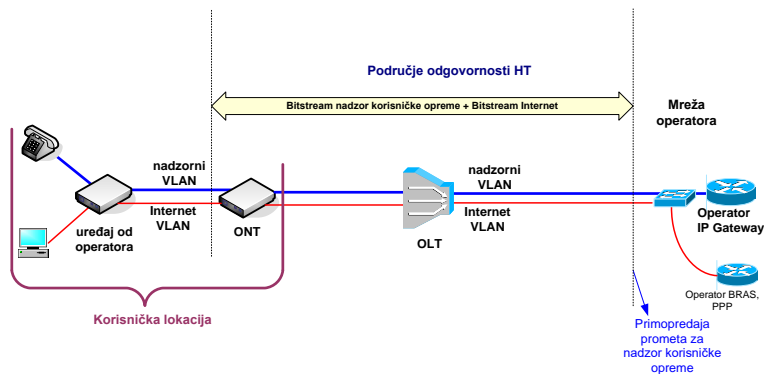 Područje odgovornosti HT
Bitstream nadzor korisničke opreme + Bitstream Internet
Mreža
operatora
nadzorni
VLAN
Internet
VLAN
uređaj od
operatora
ONT
OLT
nadzorni
VLAN
Internet
VLAN
Operator
IP Gateway
Operator BRAS,
PPP
Korisnička lokacija
Primopredaja
prometa za
nadzor korisničke
opreme